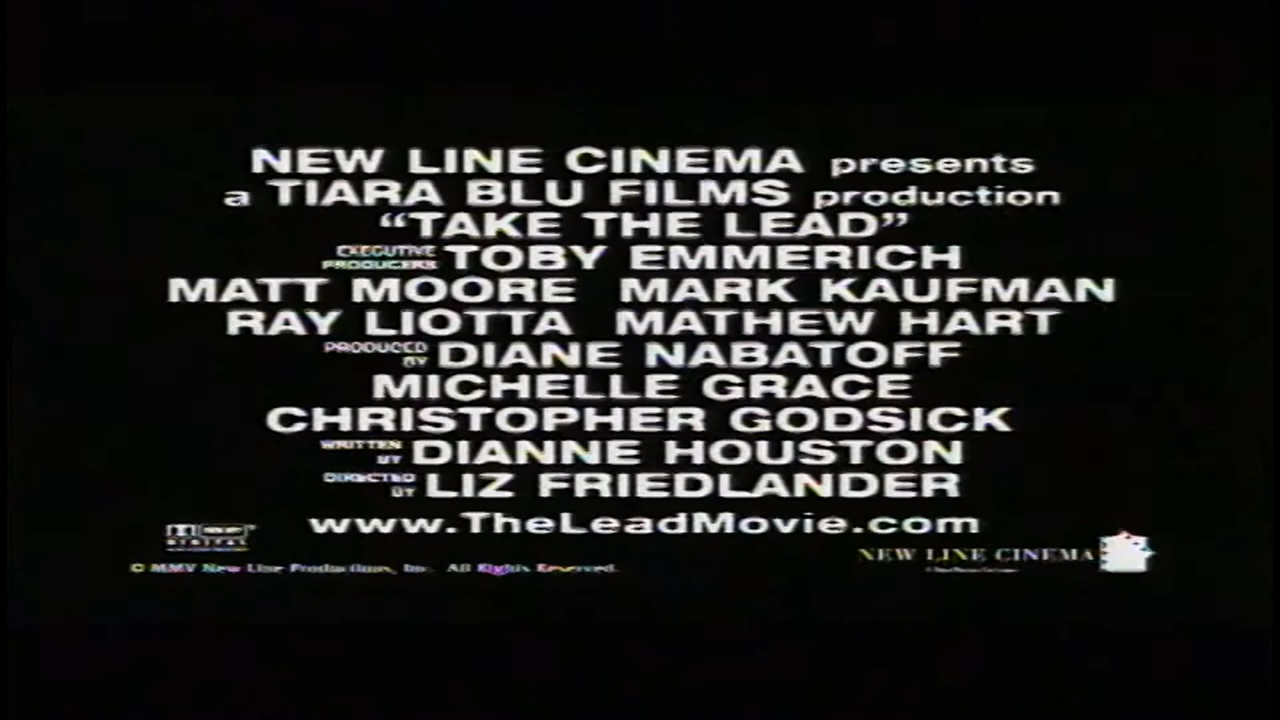 NEW LINE CINEMA presents
a TIARA BLU FILMS production
“TAKE THE LEAD”
EXECUTIVE PRODUCERS TOBY EMMERICH
MATT MOORE MARK KAUFMAN
RAY LIOTTA MATHEW HART
PRODUCED BY DIANE NABATOFF
MICHELLE GRACE
CHRISTOPHER GODSICK
WRITTEN BY DIANNE HOUSTON
DIRECTED BY LIZ FRIEDLANDER
www.TheLeadMovie.com
DIGITAL
NEW LINE CINEMA
© MMV New Line Productions, Inc. All Rights Reserved.